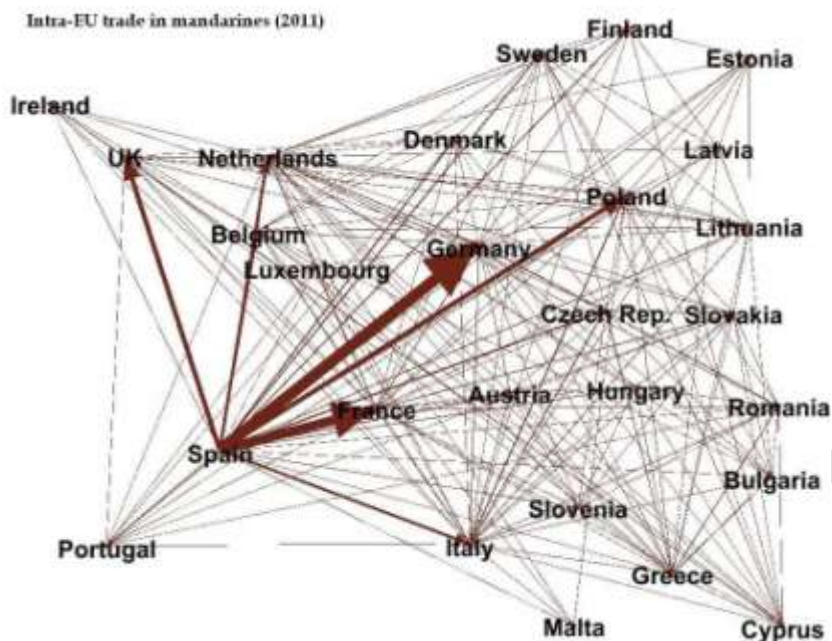 Intra-EU trade in mandarines (2011)
Finland
Sweden
Estonia
Ireland
Denmark
Latvia
UK
Netherlands
Poland
Lithuania
Belgium
Germany
Luxembourg
Czech Rep.
Slovakia
Austria
Hungary
France
Romania
Spain
Bulgaria
Slovenia
Portugal
Italy
Greece
Malta
Cyprus